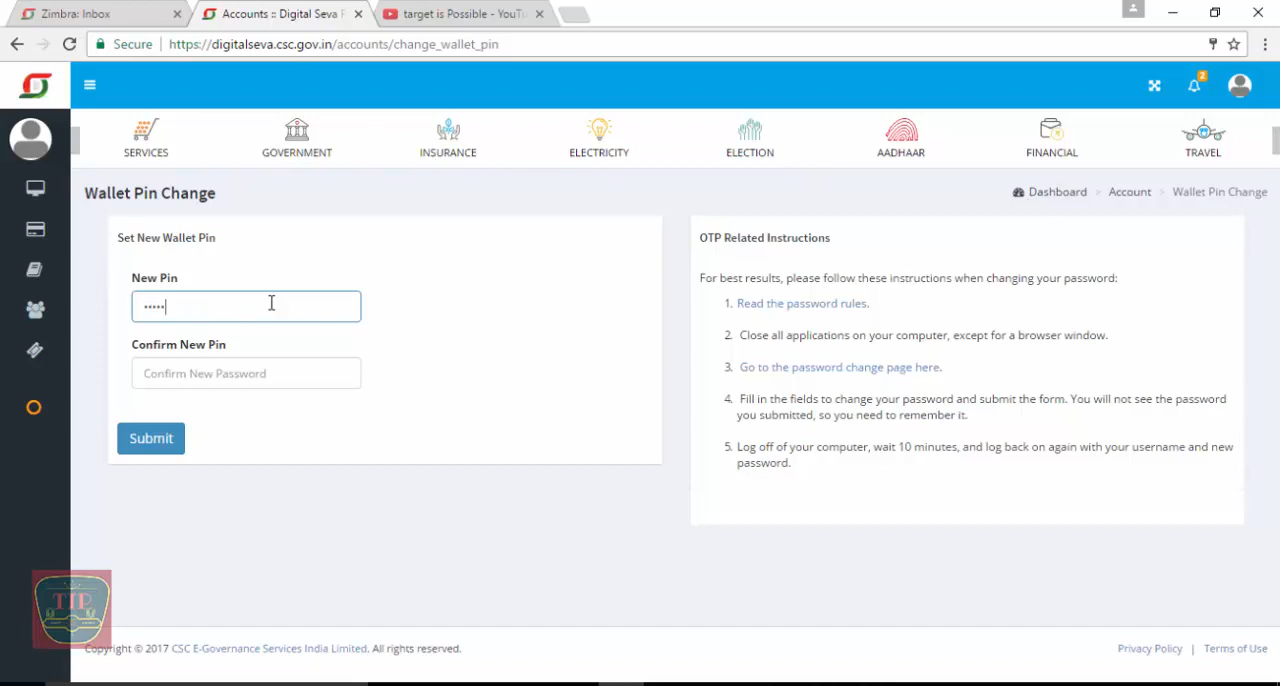 Zimbra: Inbox
Accounts :: Digital Seva P
target is Possible - YouTu
Secure
https://digitalseva.csc.gov.in/accounts/change_wallet_pin
2
SERVICES
GOVERNMENT
INSURANCE
ELECTRICITY
ELECTION
AADHAAR
FINANCIAL
TRAVEL
Wallet Pin Change
Dashboard > Account > Wallet Pin Change
Set New Wallet Pin
New Pin
•••••
Confirm New Pin
Confirm New Password
Submit
OTP Related Instructions
For best results, please follow these instructions when changing your password:
1. Read the password rules.
2. Close all applications on your computer, except for a browser window.
3. Go to the password change page here.
4. Fill in the fields to change your password and submit the form. You will not see the password
you submitted, so you need to remember it.
5. Log off of your computer, wait 10 minutes, and log back on again with your username and new
password.
TIP
Copyright © 2017 CSC E-Governance Services India Limited. All rights reserved.
Privacy Policy | Terms of Use